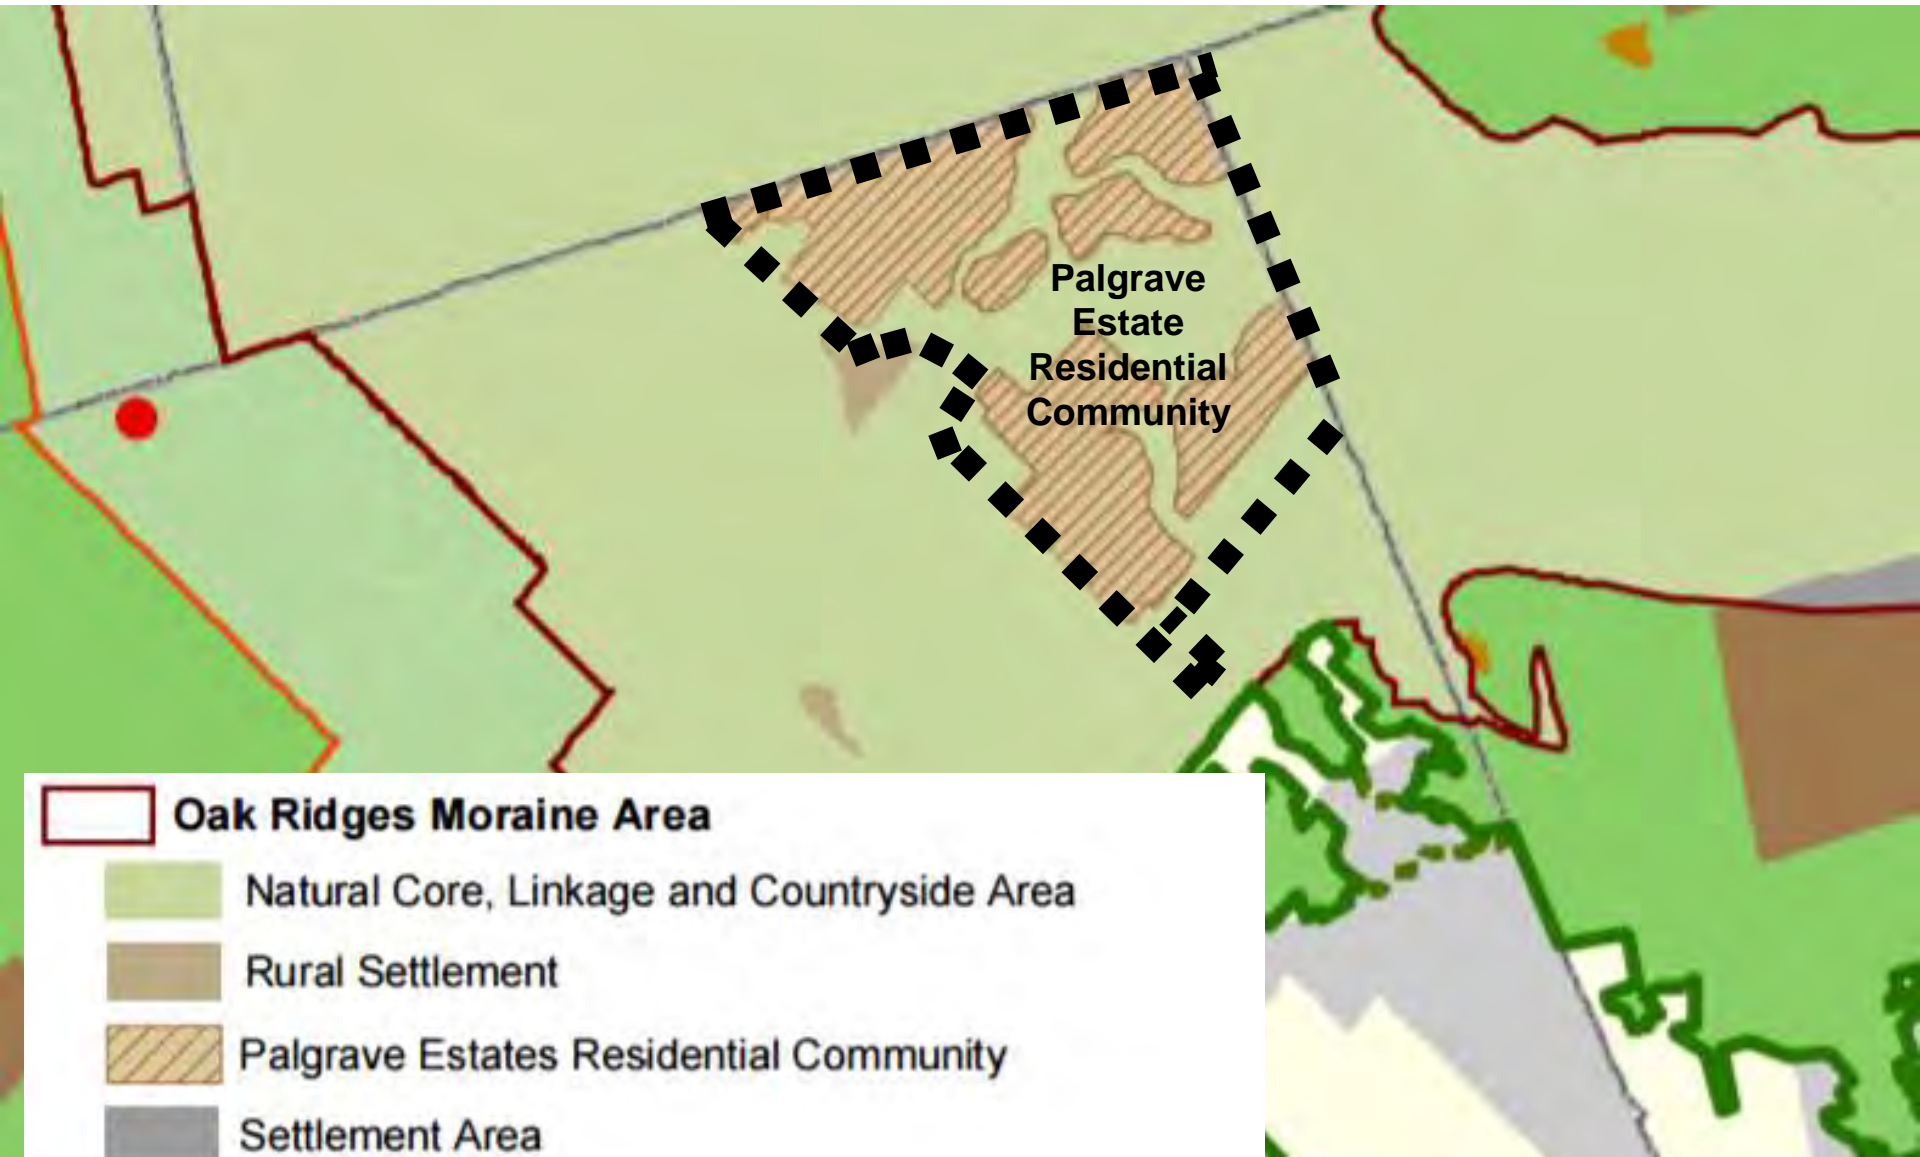 Palgrave
Estate
Residential
Community
Oak Ridges Moraine Area
Natural Core, Linkage and Countryside Area
Rural Settlement
Palgrave Estates Residential Community
Settlement Area